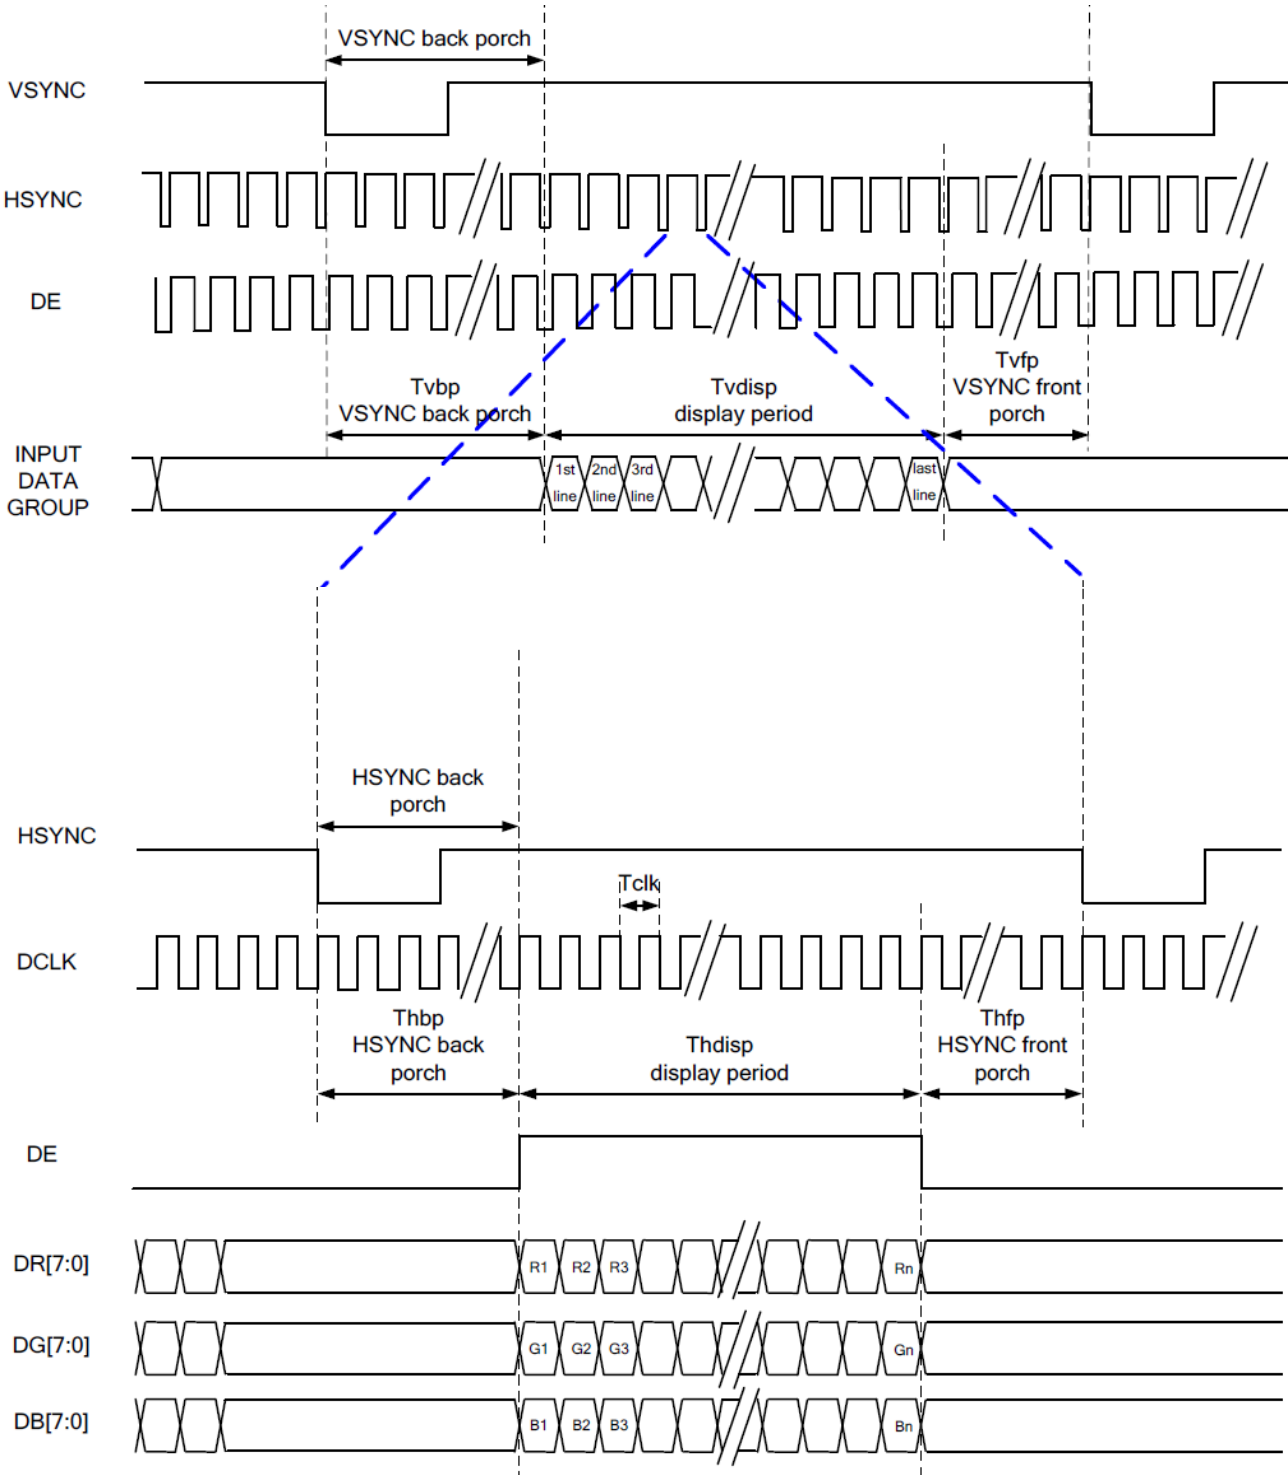 VSYNC back porch
VSYNC
HSYNC
DE
Tvbp
VSYNC back porch
Tvdisp
display period
Tvfp
VSYNC front
porch
INPUT
DATA
GROUP
1st
line
2nd
line
3rd
line
last
line
HSYNC back
porch
HSYNC
Tclk
DCLK
Thbp
HSYNC back
porch
Thdisp
display period
Thfp
HSYNC front
porch
DE
DR[7:0]
R1 R2 R3 Rn
DG[7:0]
G1 G2 G3 Gn
DB[7:0]
B1 B2 B3 Bn